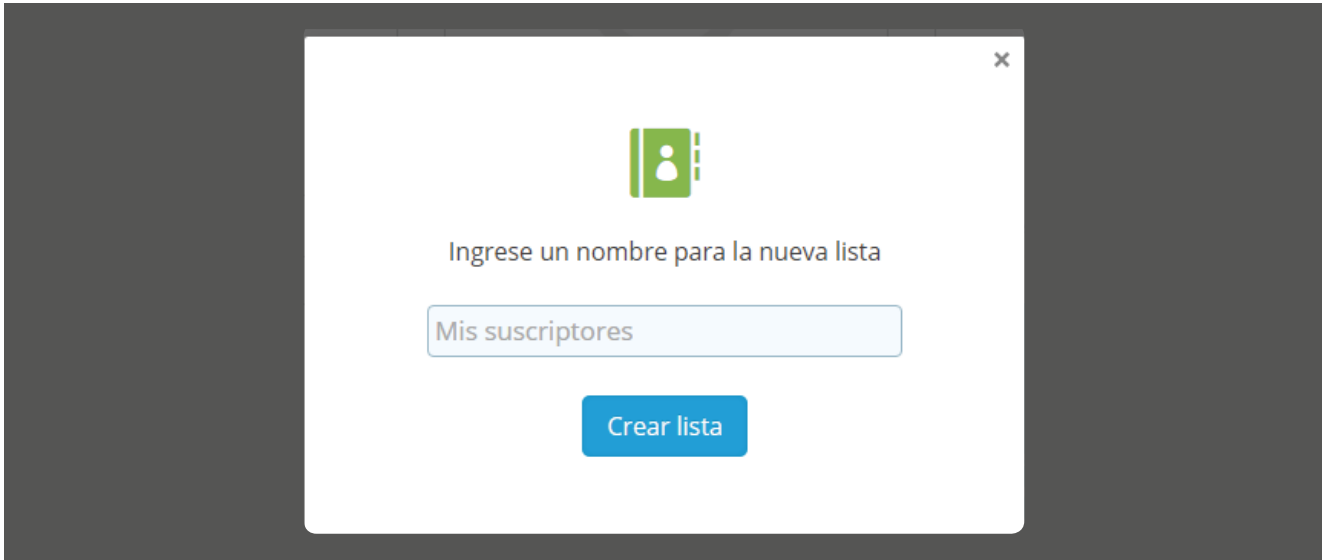 Ingrese un nombre para la nueva lista
Mis suscriptores
Crear lista